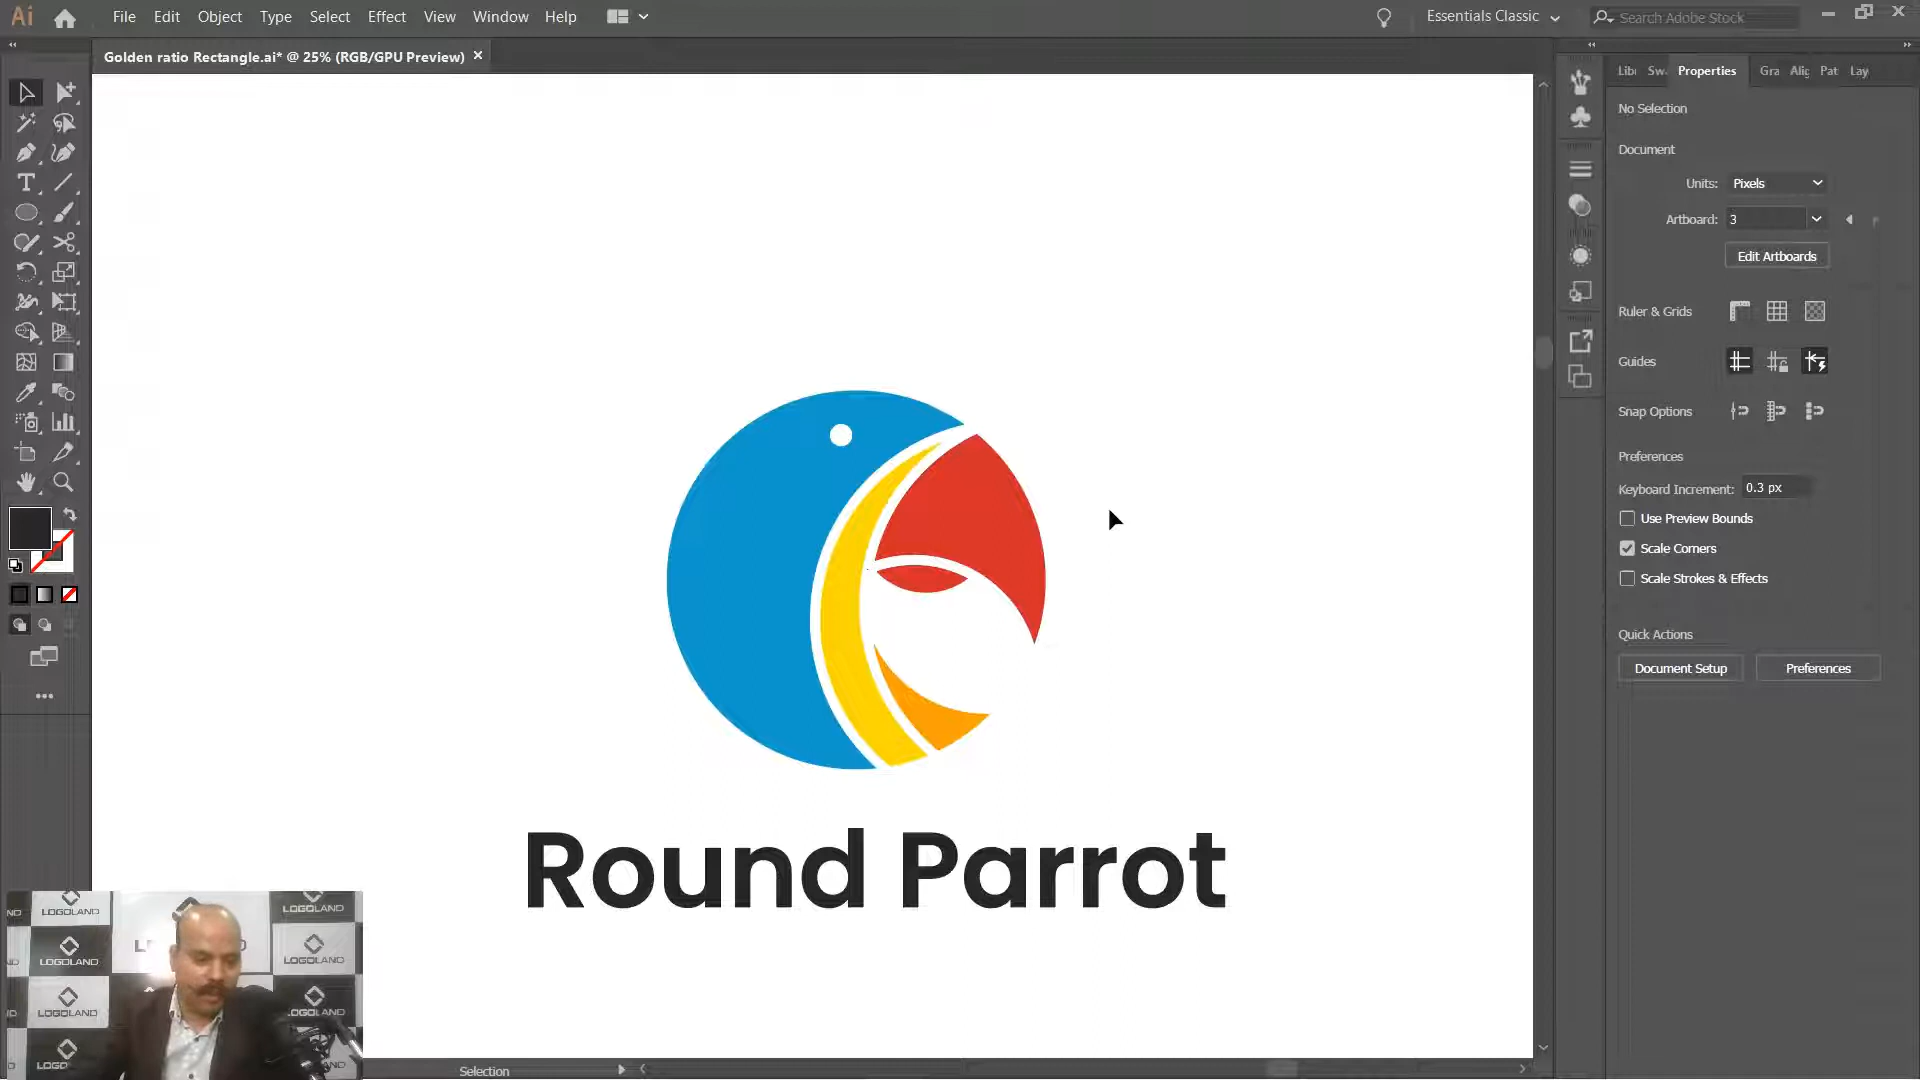 Ai File Edit Object Type Select Effect View Window Help Essentials Classic Search Adobe Stock
Golden ratio Rectangle.ai* @ 25% (RGB/GPU Preview)
Properties
No Selection
Document
Units: Pixels
Artboard: 3
Edit Artboards
Ruler & Grids
Guides
Snap Options
Preferences
Keyboard Increment: 0.3 px
Use Preview Bounds
Scale Corners
Scale Strokes & Effects
Quick Actions
Document Setup Preferences
Round Parrot
LOGOLAND LOGOLAND
LOGOLAND LOGOLAND
LOGOLAND LOGOLAND
Selection